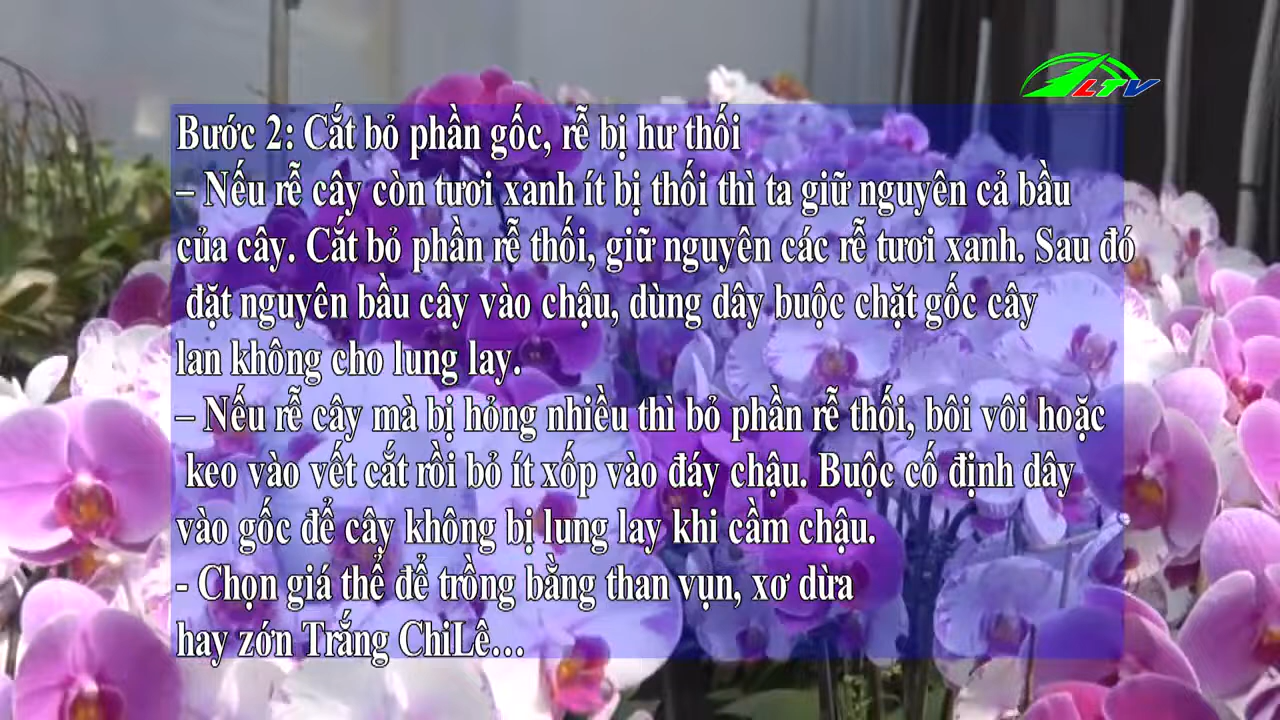 LTV
Bước 2: Cắt bỏ phần gốc, rễ bị hư thối
– Nếu rễ cây còn tươi xanh ít bị thối thì ta giữ nguyên cả bầu
của cây. Cắt bỏ phần rễ thối, giữ nguyên các rễ tươi xanh. Sau đó
đặt nguyên bầu cây vào chậu, dùng dây buộc chặt gốc cây
lan không cho lung lay.
– Nếu rễ cây mà bị hỏng nhiều thì bỏ phần rễ thối, bôi vôi hoặc
keo vào vết cắt rồi bỏ ít xốp vào đáy chậu. Buộc cố định dây
vào gốc để cây không bị lung lay khi cầm chậu.
- Chọn giá thể để trồng bằng than vụn, xơ dừa
hay zớn Trắng ChiLê...